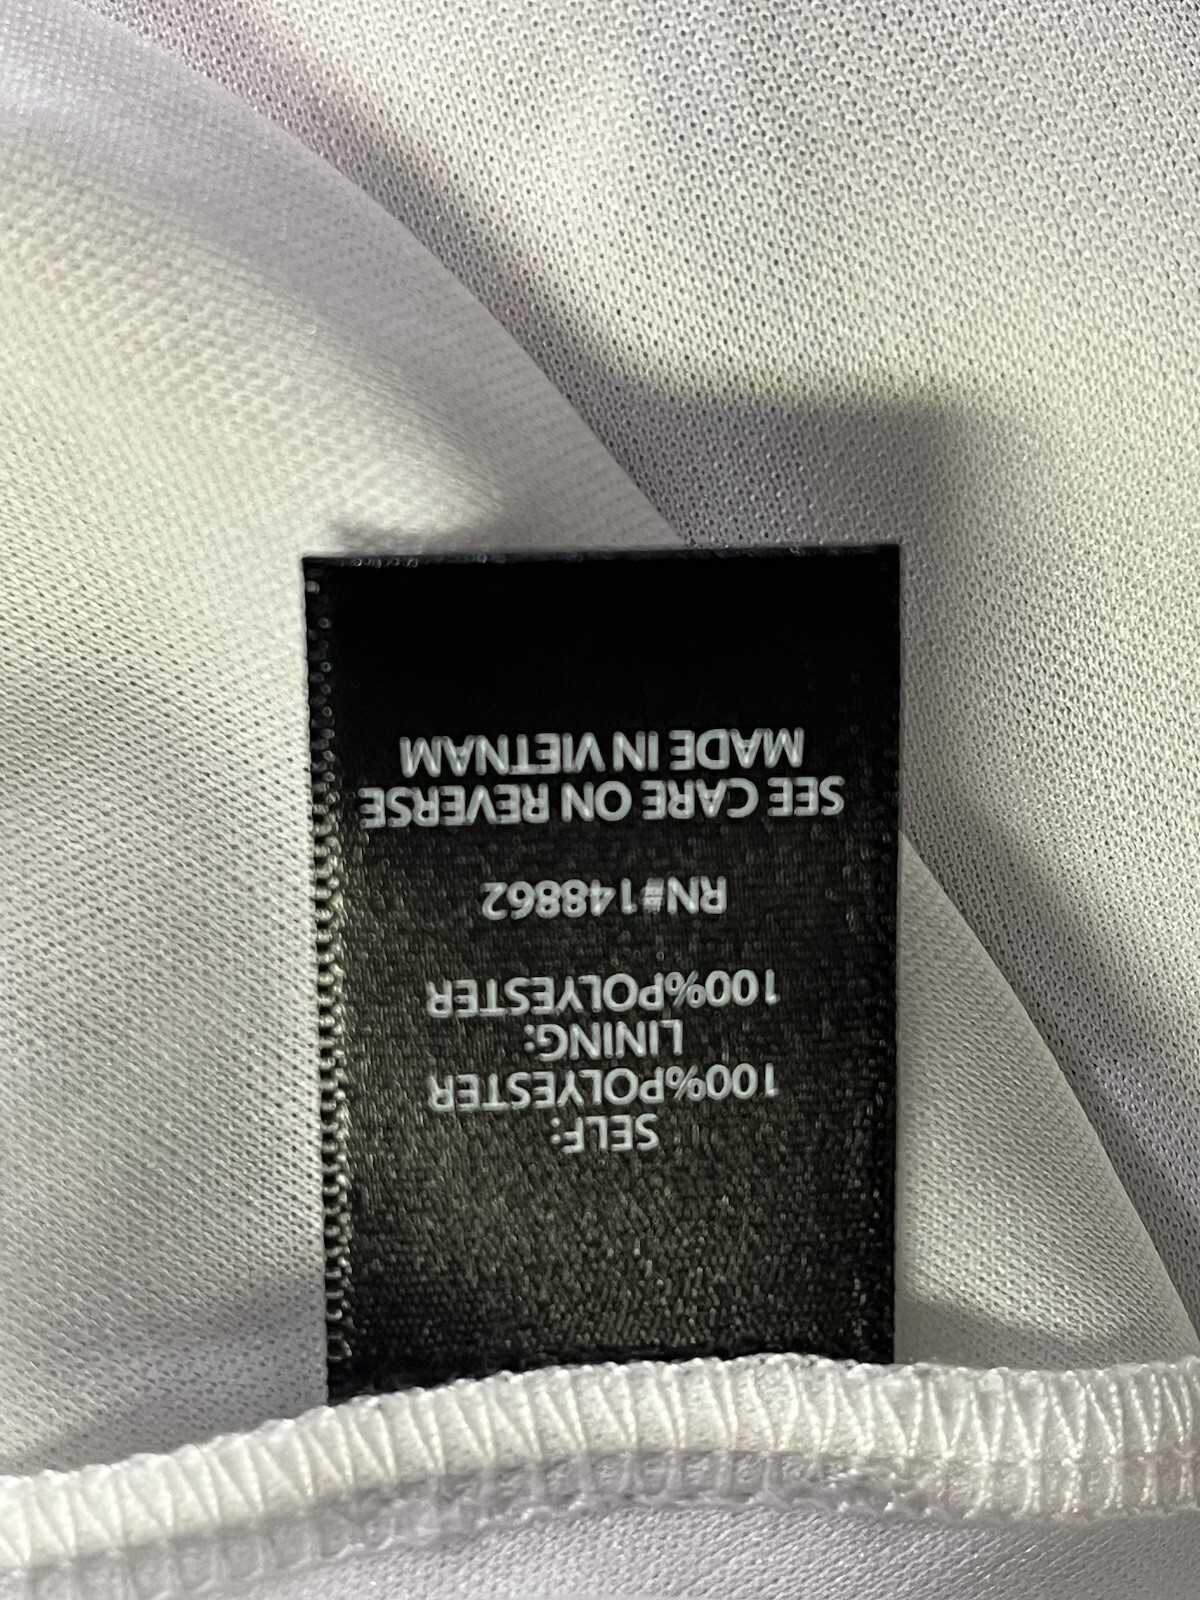 SELF:
100%POLYESTER
LINING:
100%POLYESTER
RN#148862
SEE CARE ON REVERSE
MADE IN VIETNAM